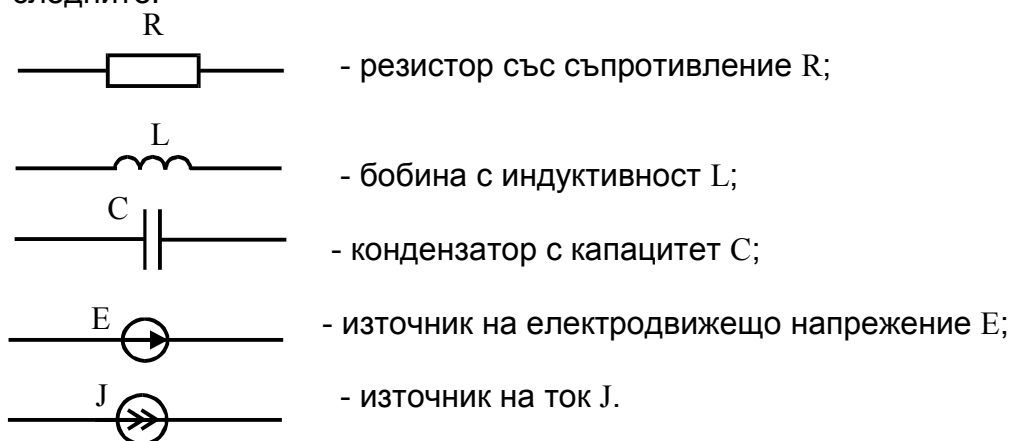 следните:
R
- резистор със съпротивление R;
L
- бобина с индуктивност L;
C
- кондензатор с капацитет C;
E
- източник на електродвижещо напрежение E;
J
- източник на ток J.